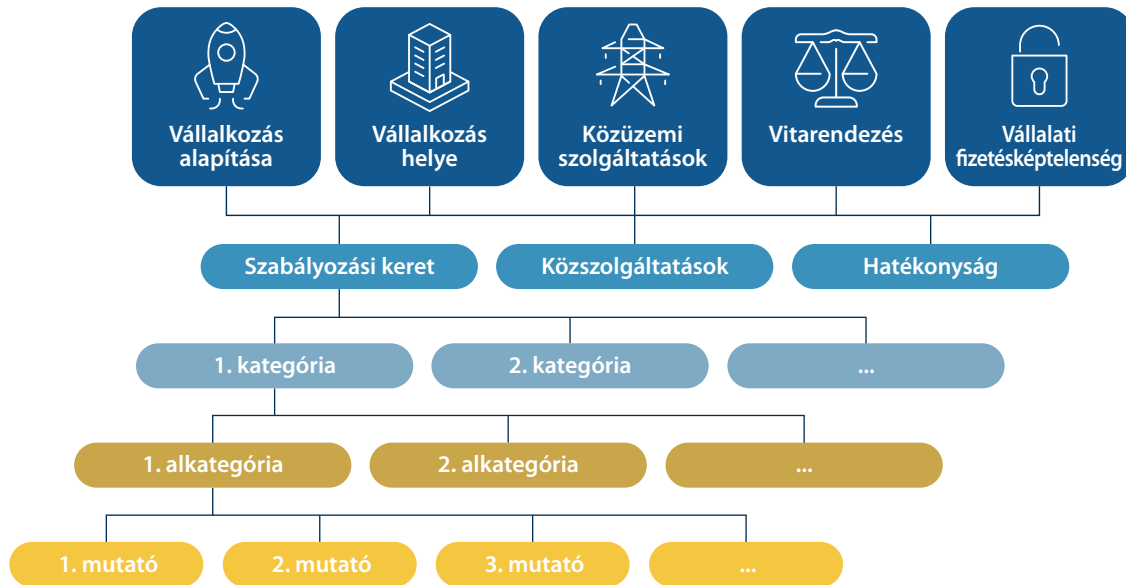 Vállalkozás
alapítása
Vállalkozás
helye
Közüzemi
szolgáltatások
Vitarendezés
Vállalati
fizetésképtelenség
Szabályozási keret
Közszolgáltatások
Hatékonyság
1. kategória
2. kategória
...
1. alkategória
2. alkategória
...
1. mutató
2. mutató
3. mutató
...